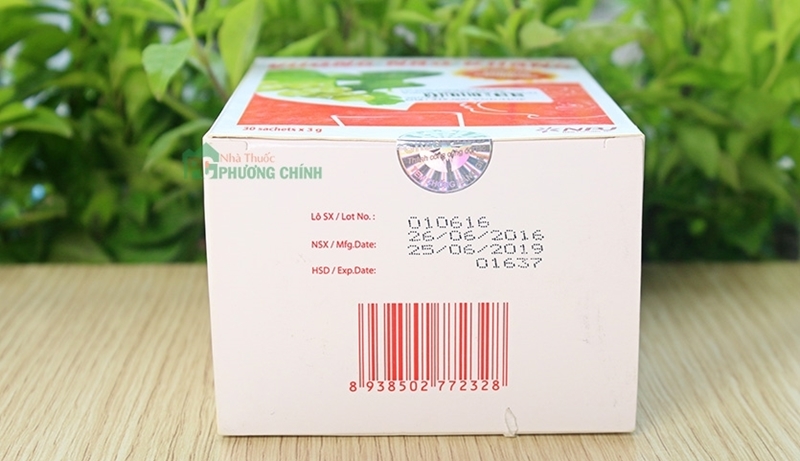 30 sachets x 3 g
Nhà Thuốc
PHƯƠNG CHÍNH
Lô SX / Lot No. :
010616
NSX / Mfg.Date:
26/06/2016
25/06/2019
HSD / Exp.Date:
01637
8 938502 772328